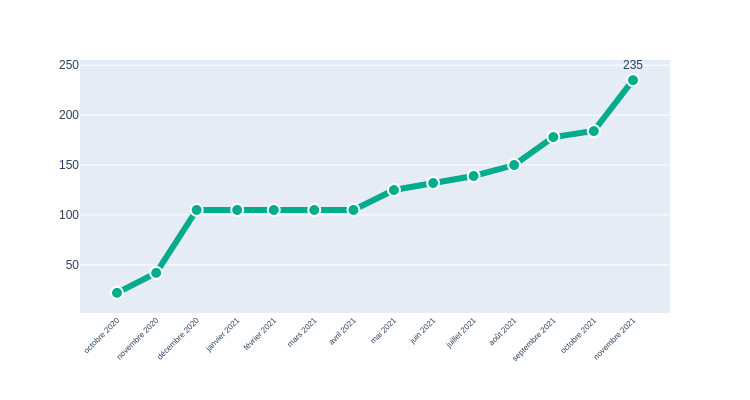 250
235
200
150
100
50
octobre 2020
novembre 2020
décembre 2020
janvier 2021
février 2021
mars 2021
avril 2021
mai 2021
juin 2021
juillet 2021
août 2021
septembre 2021
octobre 2021
novembre 2021